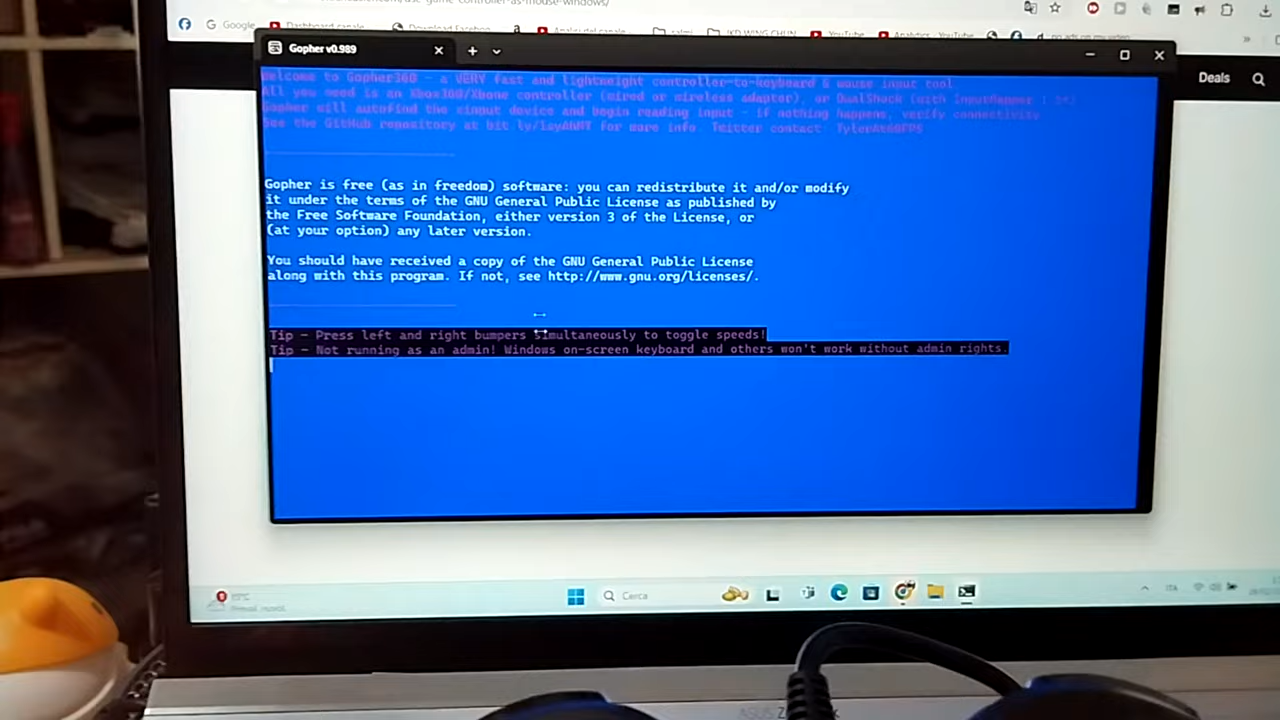 Google
Dashboard canale
YouTube
Analytics
YouTube
Deals
Gopher v0.989
Welcome to Gopher360 - a VERY fast and lightweight controller-to-keyboard & mouse input tool
All you need is an Xbox360/Xbone controller (wired or wireless adapter), or DualShock (with InputMapper
Gopher will autofind the xinput device and begin reading input - if nothing happens, verify connectivity
See the GitHub repository at bit ly/ for more info Twitter contact
Gopher is free (as in freedom) software: you can redistribute it and/or modify
it under the terms of the GNU General Public License as published by
the Free Software Foundation, either version 3 of the License, or
(at your option) any later version.
You should have received a copy of the GNU General Public License
along with this program. If not, see http://www.gnu.org/licenses/.
Tip - Press left and right bumpers simultaneously to toggle speeds!
Tip - Not running as an admin! Windows on-screen keyboard and others won't work without admin rights.
Cerca
ITA